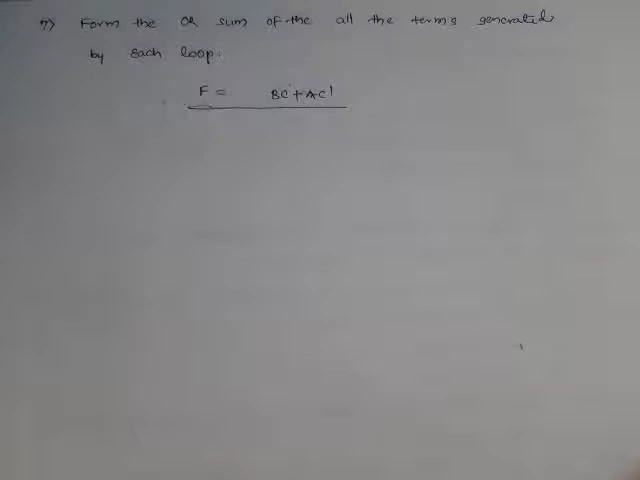 7) Form the OR sum of the all the terms generated
by each loop.
F = BC'+AC'